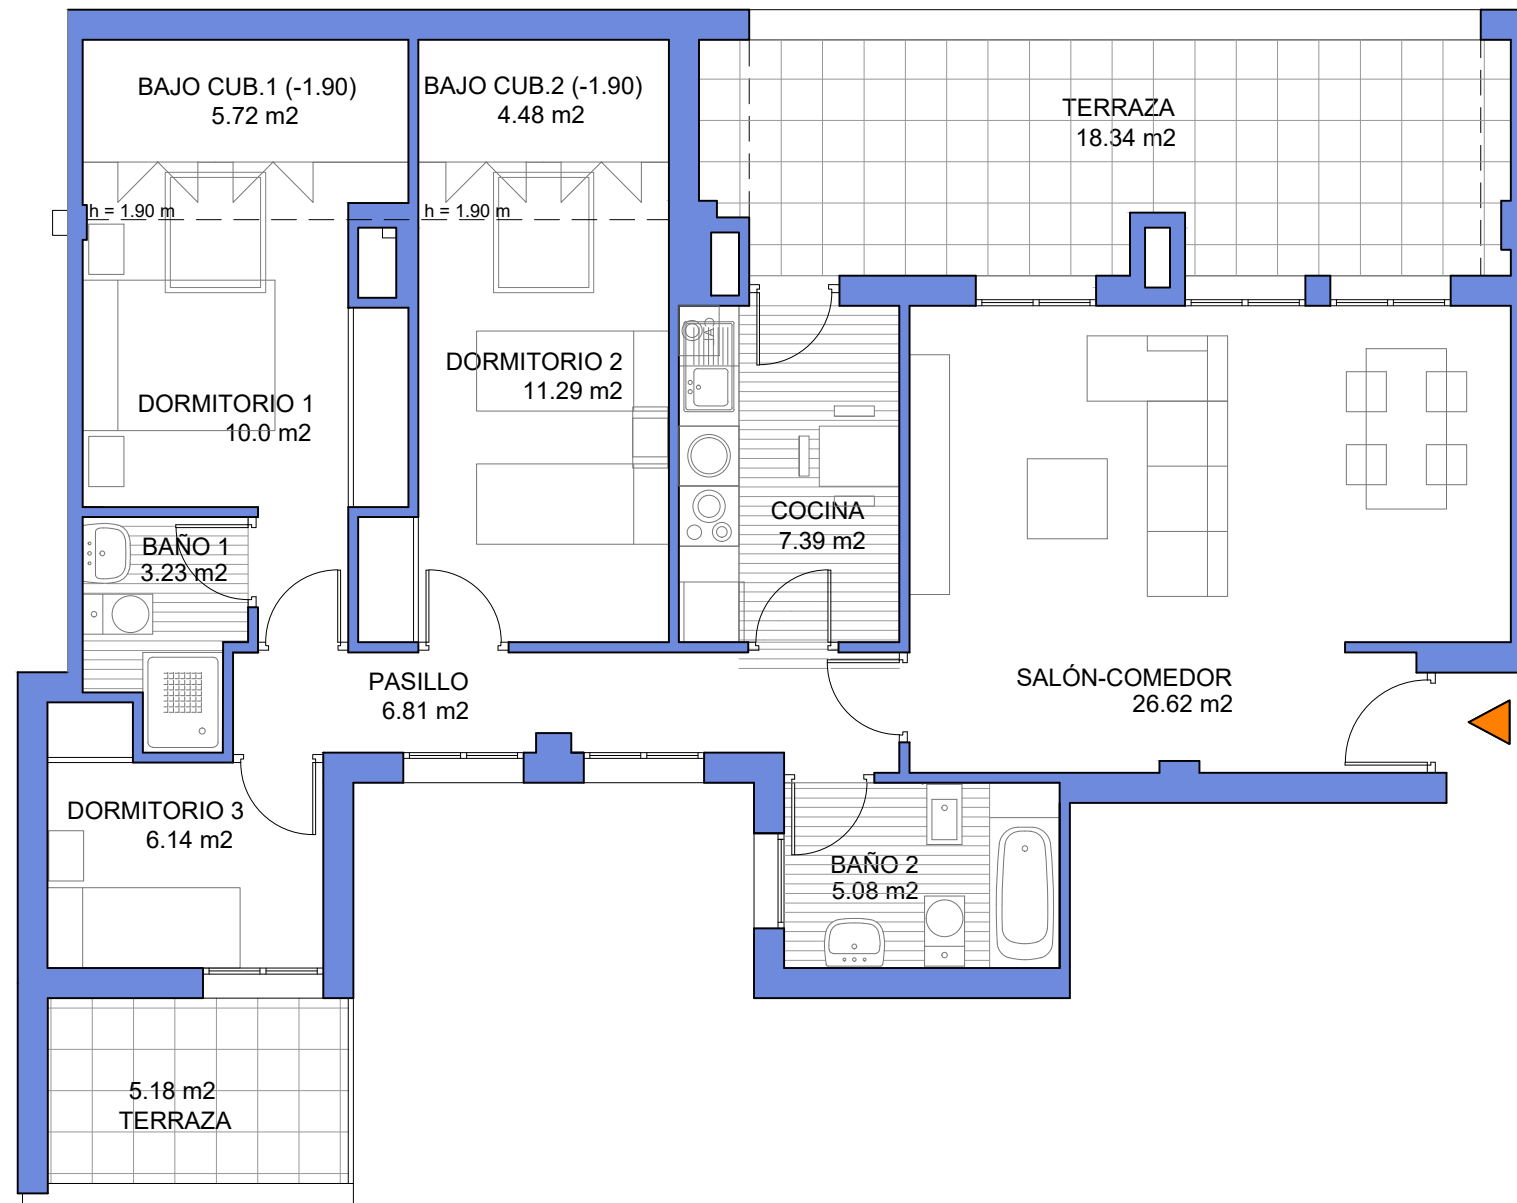 BAJO CUB.1 (-1.90)
5.72 m2
BAJO CUB.2 (-1.90)
4.48 m2
TERRAZA
18.34 m2
h = 1.90 m
h = 1.90 m
DORMITORIO 1
10.0 m2
DORMITORIO 2
11.29 m2
COCINA
7.39 m2
BAÑO 1
3.23 m2
PASILLO
6.81 m2
SALÓN-COMEDOR
26.62 m2
DORMITORIO 3
6.14 m2
BAÑO 2
5.08 m2
5.18 m2
TERRAZA